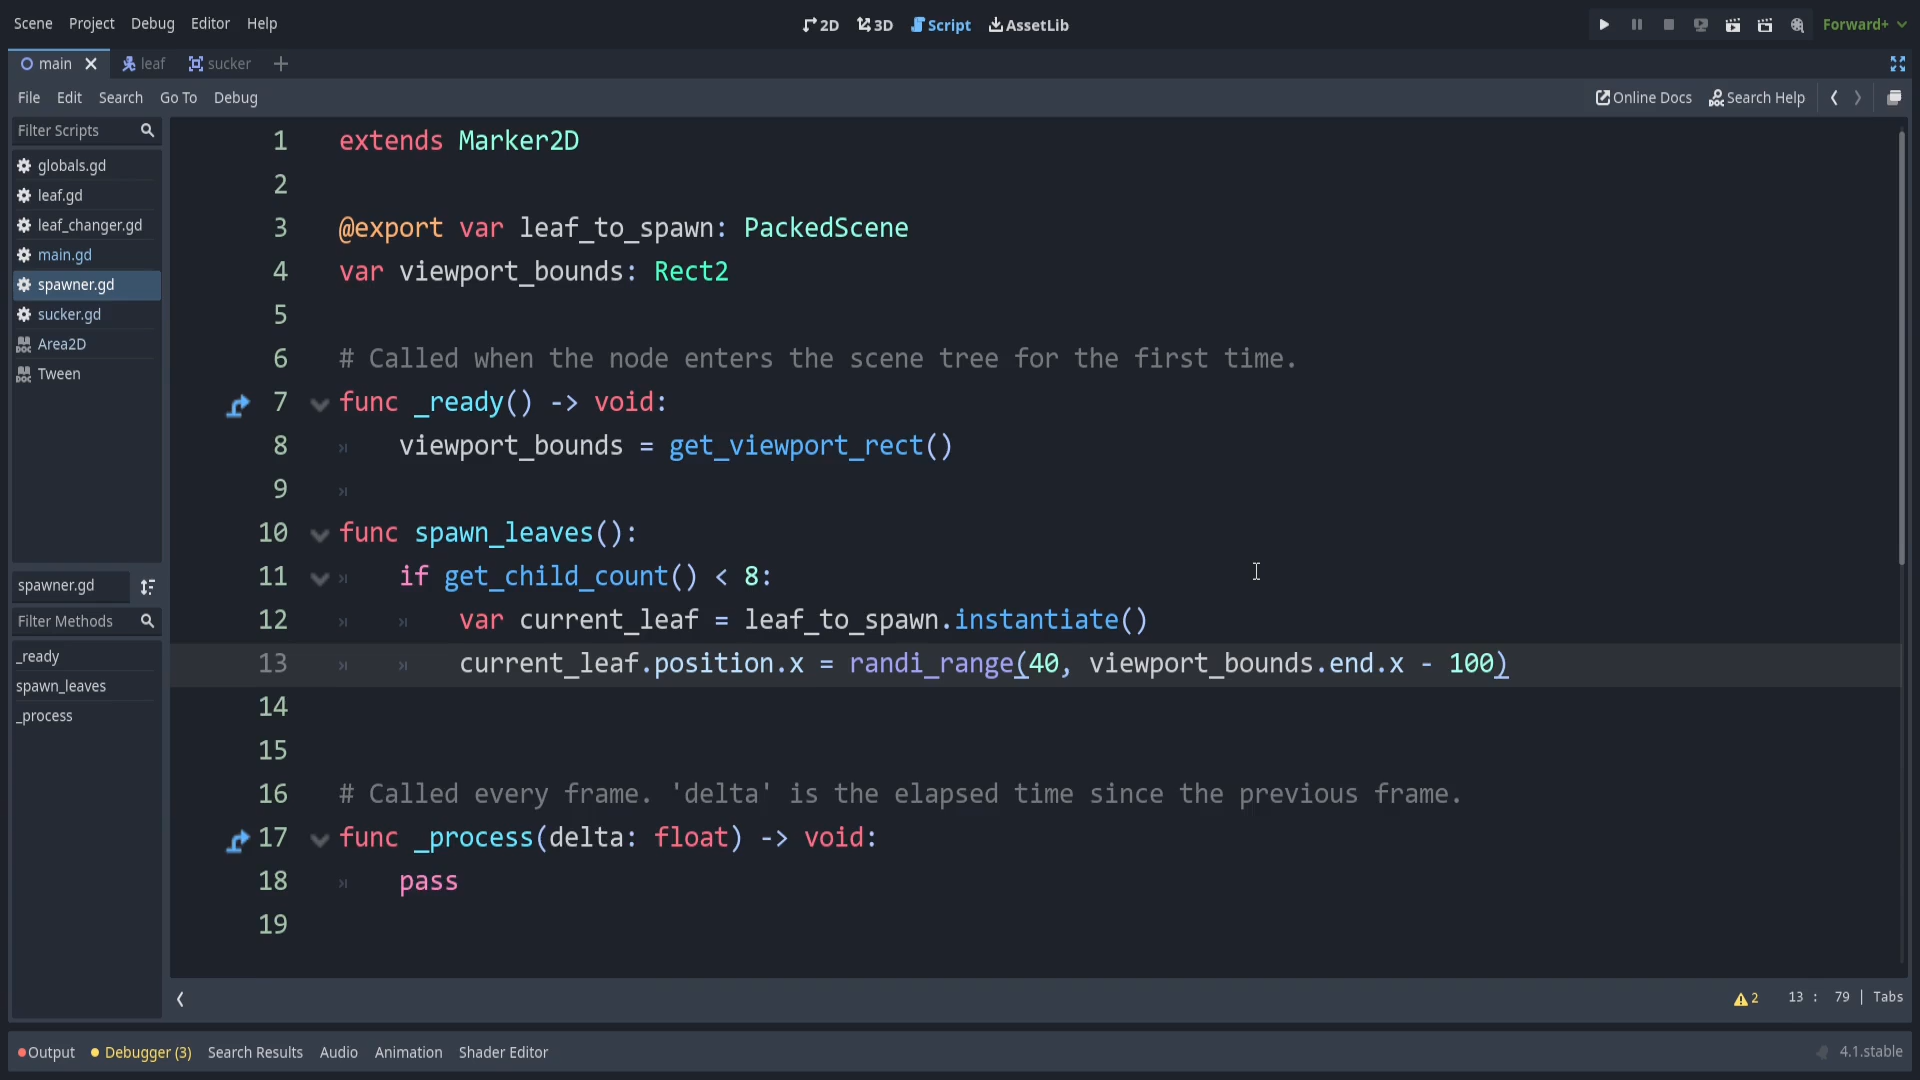 Scene Project Debug Editor Help
2D 3D Script AssetLib
Forward+
main leaf sucker
File Edit Search Go To Debug
Online Docs Search Help
Filter Scripts
globals.gd
leaf.gd
leaf_changer.gd
main.gd
spawner.gd
sucker.gd
Area2D
Tween
spawner.gd
Filter Methods
_ready
spawn_leaves
_process
1 extends Marker2D
2
3 @export var leaf_to_spawn: PackedScene
4 var viewport_bounds: Rect2
5
6 # Called when the node enters the scene tree for the first time.
7 func _ready() -> void:
8 viewport_bounds = get_viewport_rect()
9
10 func spawn_leaves():
11 if get_child_count() < 8:
12 var current_leaf = leaf_to_spawn.instantiate()
13 current_leaf.position.x = randi_range(40, viewport_bounds.end.x - 100)
14
15
16 # Called every frame. 'delta' is the elapsed time since the previous frame.
17 func _process(delta: float) -> void:
18 pass
19
2 13 : 79 | Tabs
Output Debugger (3) Search Results Audio Animation Shader Editor
4.1.stable